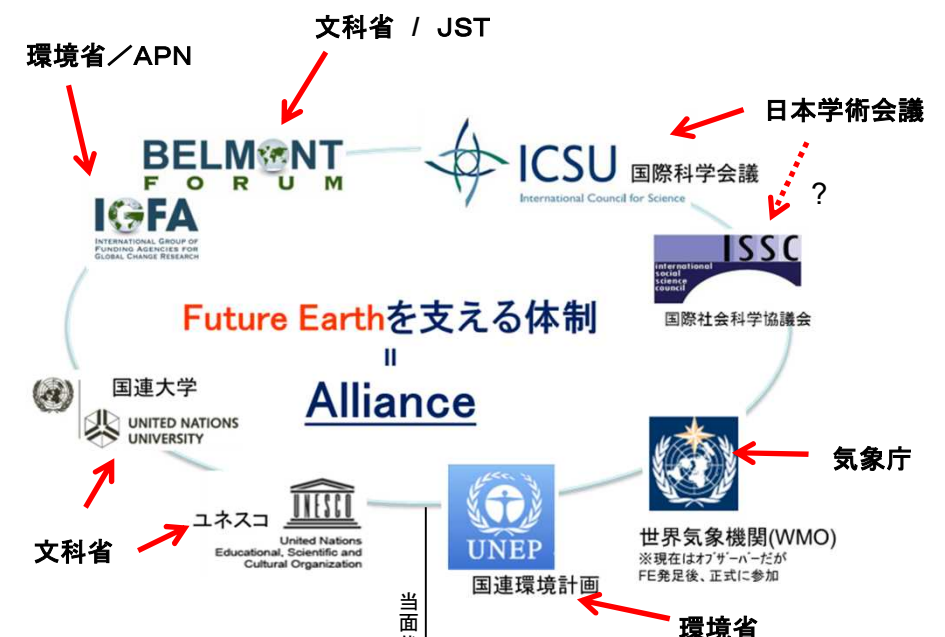 文科省 / JST
環境省／APN
日本学術会議
BELMONT
FORUM
ICSU 国際科学会議
International Council for Science
?
IGFA
INTERNATIONAL GROUP OF
FUNDING AGENCIES FOR
GLOBAL CHANGE RESEARCH
ISSC
international
social
science
council
国際社会科学協議会
Future Earthを支える体制
=
Alliance
国連大学
UNITED NATIONS
UNIVERSITY
気象庁
ユネスコ
UNESCO
United Nations
Educational, Scientific and
Cultural Organization
文科省
UNEP
国連環境計画
世界気象機関(WMO)
※現在はオブザーバーだが
FE発足後、正式に参加
環境省
当
面